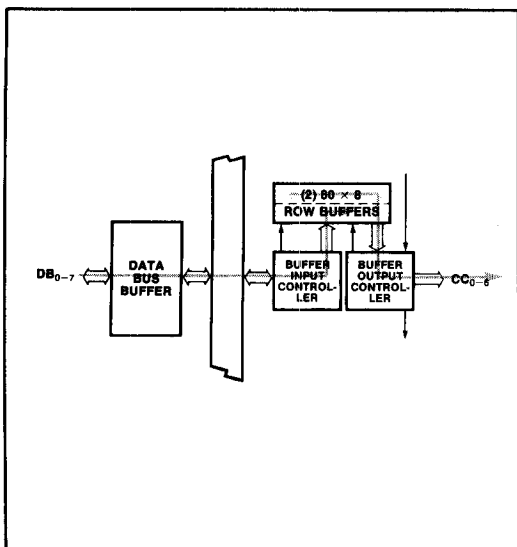 (2) 80 × 8
ROW BUFFERS
DB0–7
DATA
BUS
BUFFER
BUFFER
INPUT
CONTROL-
LER
BUFFER
OUTPUT
CONTROL-
LER
CC0–6